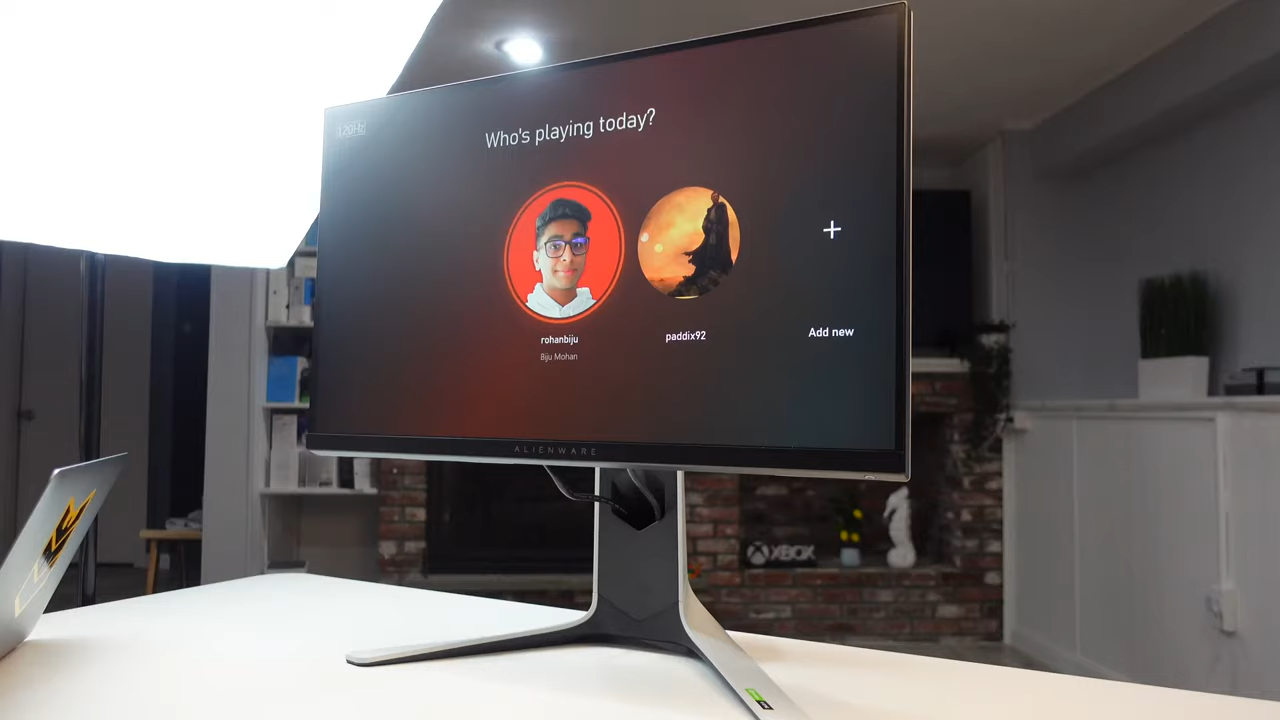 120Hz
Who's playing today?
rohanbiju
Biju Mohan
paddix92
Add new
ALIENWARE
XBOX